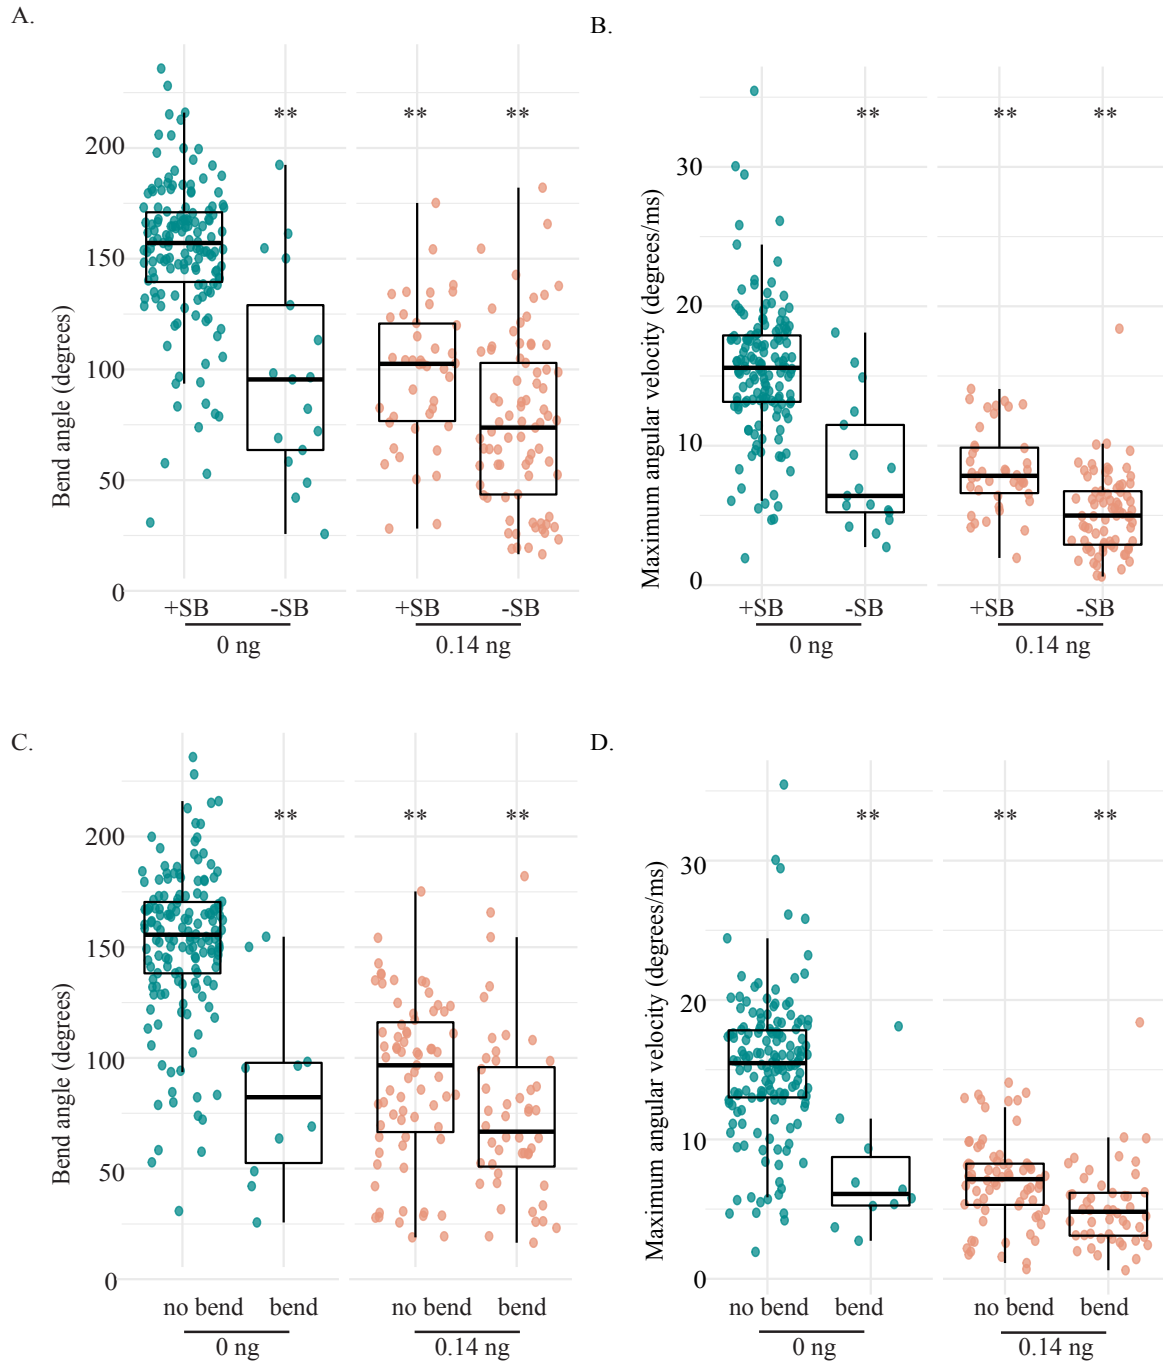 A.
Bend angle (degrees)
200
150
100
50
0
**
**
**
+SB
-SB
+SB
-SB
0 ng
0.14 ng
B.
Maximum angular velocity (degrees/ms)
30
20
10
0
**
**
**
+SB
-SB
+SB
-SB
0 ng
0.14 ng
C.
Bend angle (degrees)
200
150
100
50
0
**
**
**
no bend
bend
no bend
bend
0 ng
0.14 ng
D.
Maximum angular velocity (degrees/ms)
30
20
10
0
**
**
**
no bend
bend
no bend
bend
0 ng
0.14 ng